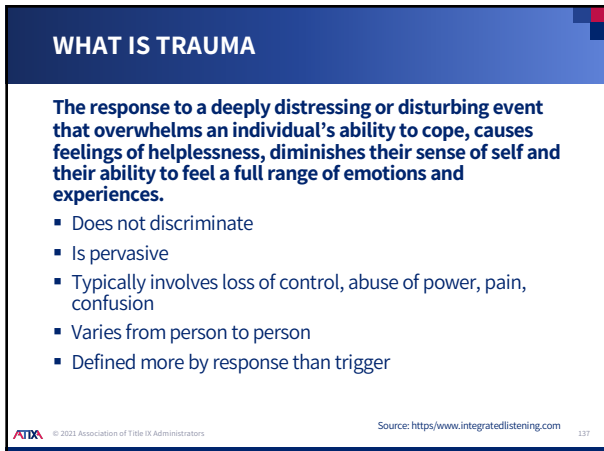 WHAT IS TRAUMA
The response to a deeply distressing or disturbing event
that overwhelms an individual's ability to cope, causes
feelings of helplessness, diminishes their sense of self and
their ability to feel a full range of emotions and
experiences.
▪ Does not discriminate
▪ Is pervasive
▪ Typically involves loss of control, abuse of power, pain,
confusion
▪ Varies from person to person
▪ Defined more by response than trigger
Source: https/www.integratedlistening.com
ATIXA © 2021 Association of Title IX Administrators 137